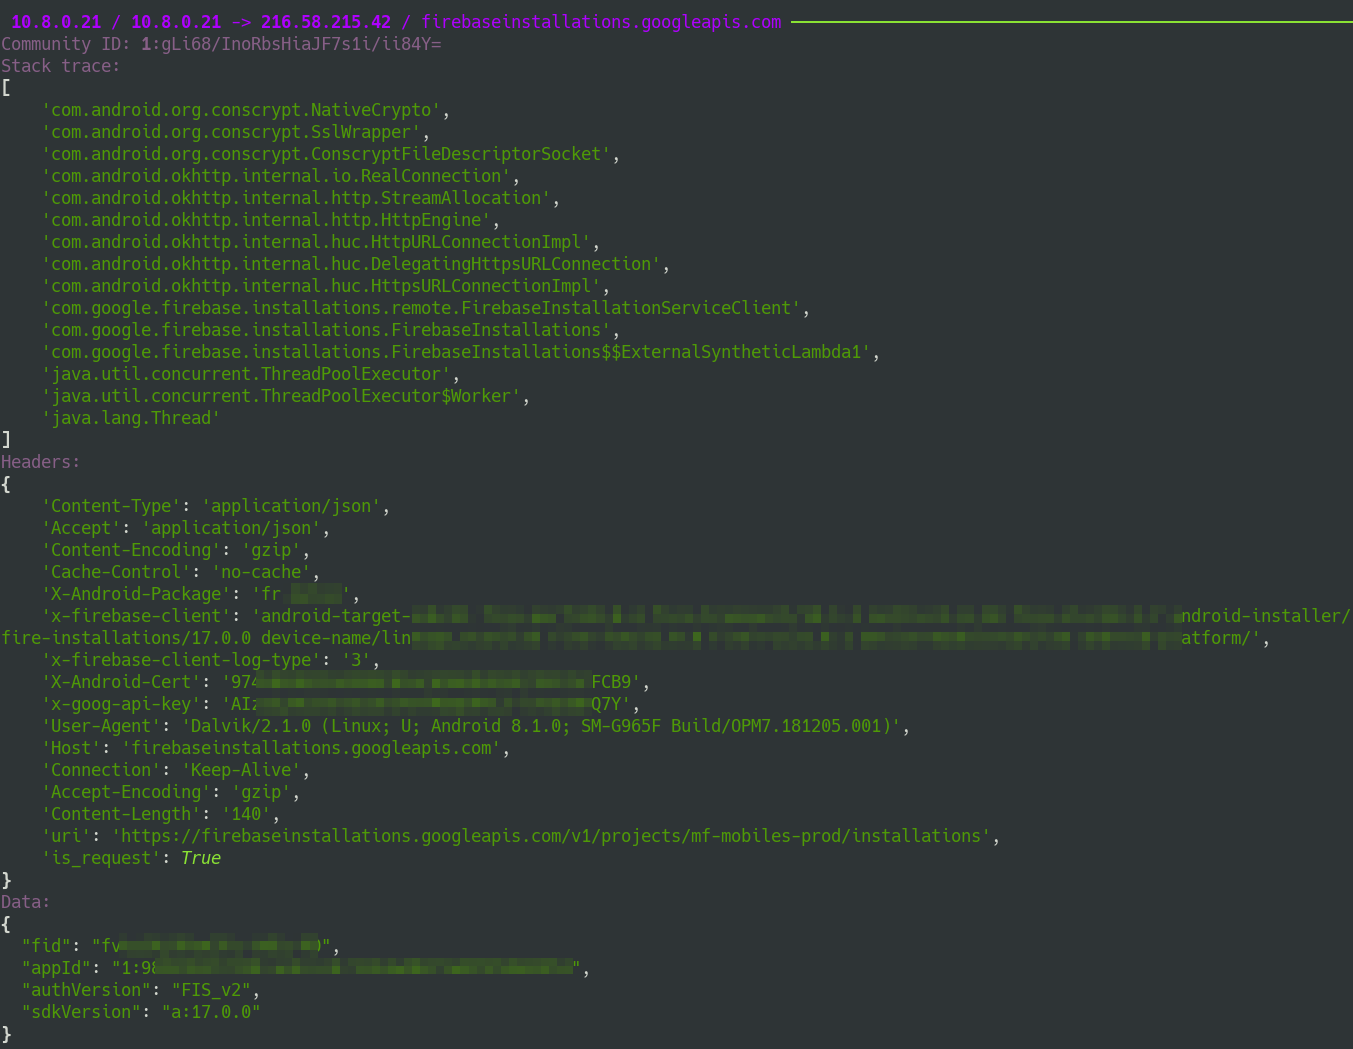 10.8.0.21 / 10.8.0.21 -> 216.58.215.42 / firebaseinstallations.googleapis.com
Community ID: 1:gLi68/InoRbsHiaJF7s1i/ii84Y=
Stack trace:
[
    'com.android.org.conscrypt.NativeCrypto',
    'com.android.org.conscrypt.SslWrapper',
    'com.android.org.conscrypt.ConscryptFileDescriptorSocket',
    'com.android.okhttp.internal.io.RealConnection',
    'com.android.okhttp.internal.http.StreamAllocation',
    'com.android.okhttp.internal.http.HttpEngine',
    'com.android.okhttp.internal.huc.HttpURLConnectionImpl',
    'com.android.okhttp.internal.huc.DelegatingHttpsURLConnection',
    'com.android.okhttp.internal.huc.HttpsURLConnectionImpl',
    'com.google.firebase.installations.remote.FirebaseInstallationServiceClient',
    'com.google.firebase.installations.FirebaseInstallations',
    'com.google.firebase.installations.FirebaseInstallations$$ExternalSyntheticLambda1',
    'java.util.concurrent.ThreadPoolExecutor',
    'java.util.concurrent.ThreadPoolExecutor$Worker',
    'java.lang.Thread'
]
Headers:
{
    'Content-Type': 'application/json',
    'Accept': 'application/json',
    'Content-Encoding': 'gzip',
    'Cache-Control': 'no-cache',
    'X-Android-Package': 'fr ',
    'x-firebase-client': 'android-target- ndroid-installer/
fire-installations/17.0.0 device-name/lin atform/',
    'x-firebase-client-log-type': '3',
    'X-Android-Cert': '974 FCB9',
    'x-goog-api-key': 'AIz Q7Y',
    'User-Agent': 'Dalvik/2.1.0 (Linux; U; Android 8.1.0; SM-G965F Build/OPM7.181205.001)',
    'Host': 'firebaseinstallations.googleapis.com',
    'Connection': 'Keep-Alive',
    'Accept-Encoding': 'gzip',
    'Content-Length': '140',
    'uri': 'https://firebaseinstallations.googleapis.com/v1/projects/mf-mobiles-prod/installations',
    'is_request': True
}
Data:
{
  "fid": "fv ",
  "appId": "1:98 ",
  "authVersion": "FIS_v2",
  "sdkVersion": "a:17.0.0"
}